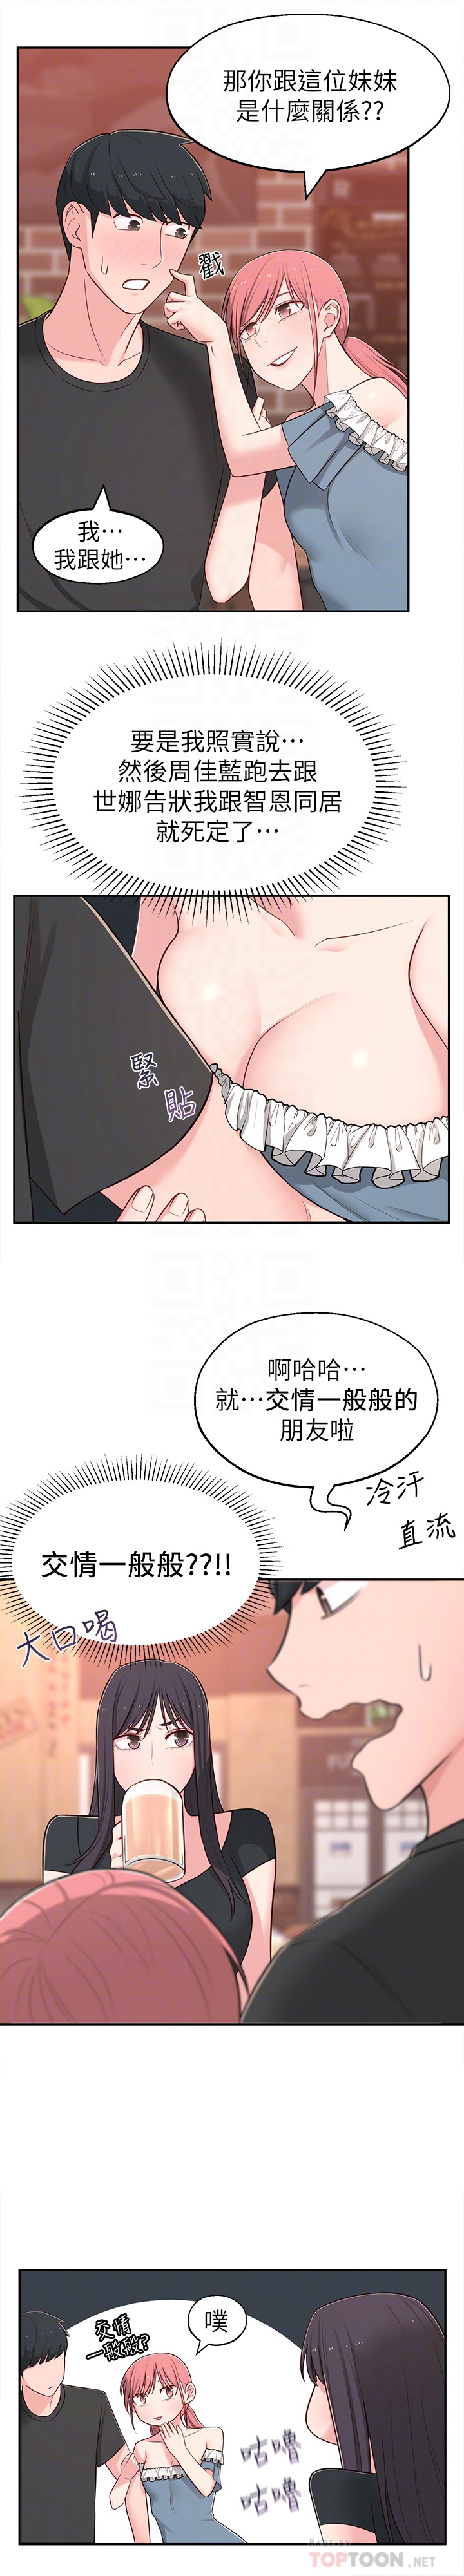 那你跟這位妹妹
是什麼關係??
戳
我…
我跟她…
要是我照實說…
然後周佳藍跑去跟
世娜告狀我跟智恩同居
就死定了…
緊
貼
啊哈哈…
就…交情一般般的
朋友啦
冷汗
直流
交情一般般??!!
大口喝
交情
一般般?
噗
咕嚕
咕嚕
Made by
TOPTOON.NET